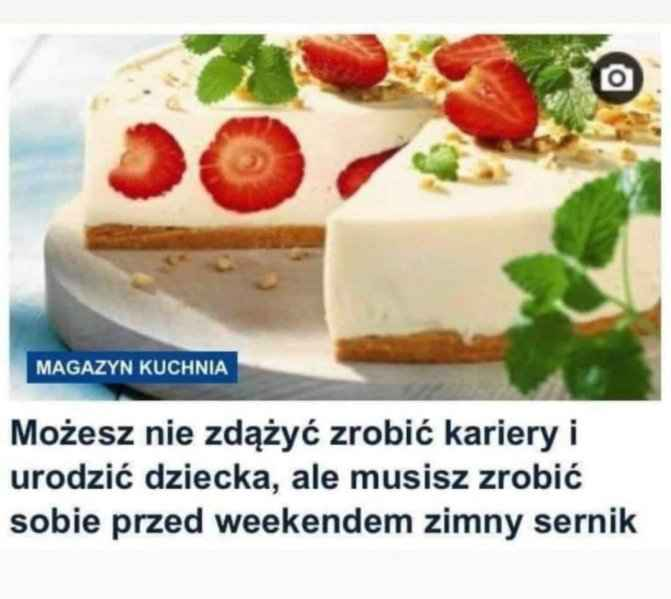 MAGAZYN KUCHNIA
Możesz nie zdążyć zrobić kariery i
urodzić dziecka, ale musisz zrobić
sobie przed weekendem zimny sernik